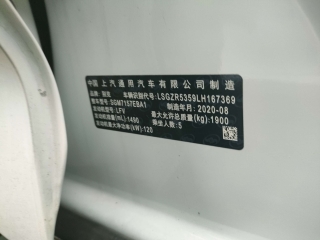 中国上汽通用汽车有限公司制造
品牌：别克 车辆识别代号：LSGZR5359LH167369
整车型号：SGM7157EBA1 制造年月：2020-08
发动机型号：LFV 最大允许总质量(kg)：1900
发动机排量(mL)：1490 乘坐人数：5
发动机最大净功率(kW)：120